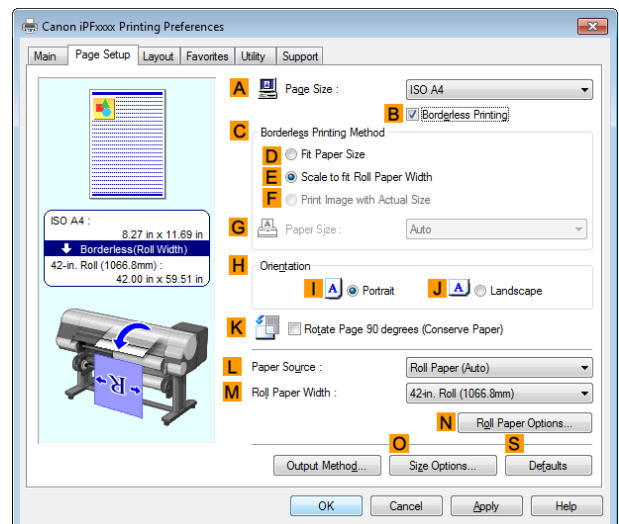 Canon iPFxxxx Printing Preferences
Main Page Setup Layout Favorites Utility Support
A Page Size : ISO A4
B Borderless Printing
C Borderless Printing Method
D Fit Paper Size
E Scale to fit Roll Paper Width
F Print Image with Actual Size
G Paper Size : Auto
ISO A4 :
8.27 in x 11.69 in
Borderless(Roll Width)
42-in. Roll (1066.8mm) :
42.00 in x 59.51 in
H Orientation
I A Portrait J A Landscape
K Rotate Page 90 degrees (Conserve Paper)
R
L Paper Source : Roll Paper (Auto)
M Roll Paper Width : 42-in. Roll (1066.8mm)
N Roll Paper Options...
O S
Output Method... Size Options... Defaults
OK Cancel Apply Help